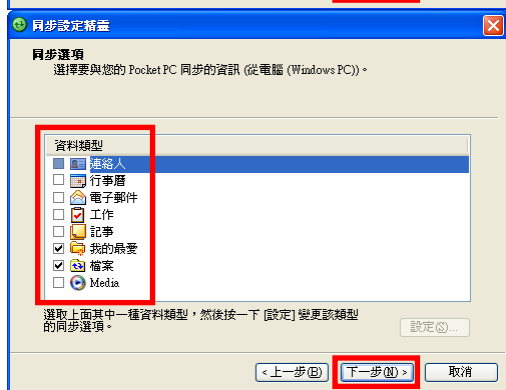 同步設定精靈
同步選項
選擇要與您的 Pocket PC 同步的資訊 (從電腦 (Windows PC))。
資料類型
連絡人
行事曆
電子郵件
工作
記事
我的最愛
檔案
Media
選取上面其中一種資料類型，然後按一下 [設定] 變更該類型
的同步選項。
設定(S)...
<上一步(B)
下一步(N) >
取消